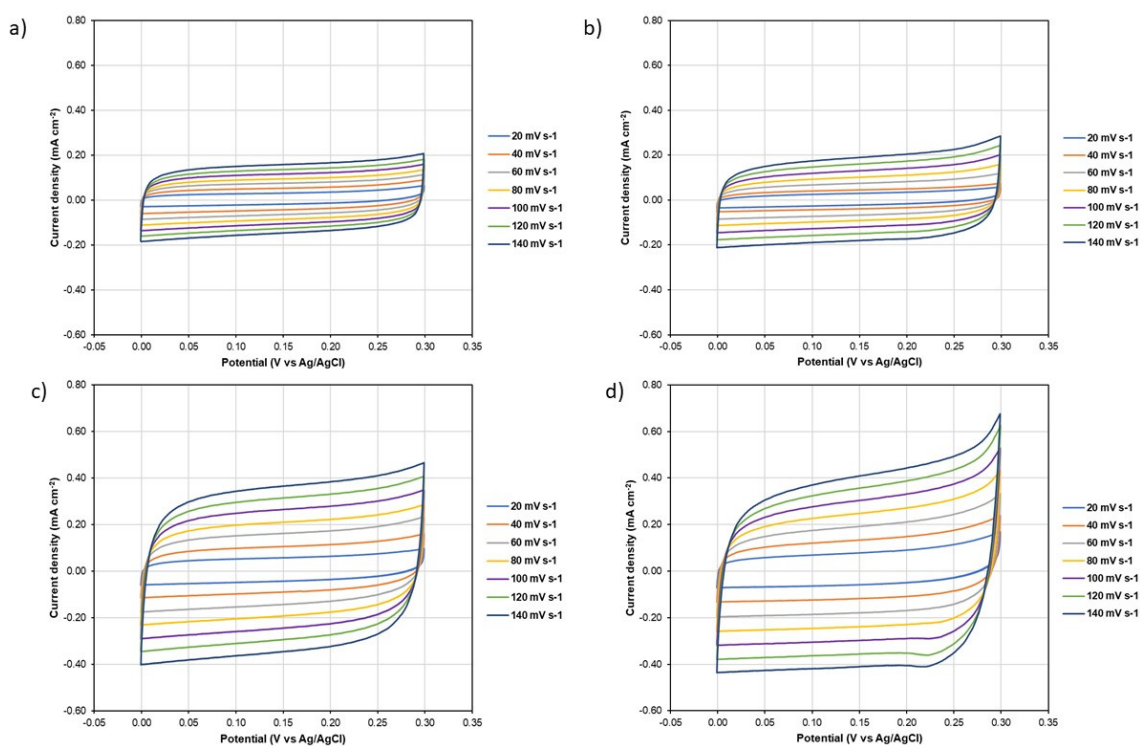 a)
0.80
0.60
0.40
0.20
0.00
-0.20
-0.40
-0.60
Current density (mA cm-2)
-0.05 0.00 0.05 0.10 0.15 0.20 0.25 0.30 0.35
Potential (V vs Ag/AgCl)
20 mV s-1
40 mV s-1
60 mV s-1
80 mV s-1
100 mV s-1
120 mV s-1
140 mV s-1
b)
0.80
0.60
0.40
0.20
0.00
-0.20
-0.40
-0.60
Current density (mA cm-2)
-0.05 0.00 0.05 0.10 0.15 0.20 0.25 0.30 0.35
Potential (V vs Ag/AgCl)
20 mV s-1
40 mV s-1
60 mV s-1
80 mV s-1
100 mV s-1
120 mV s-1
140 mV s-1
c)
0.80
0.60
0.40
0.20
0.00
-0.20
-0.40
-0.60
Current density (mA cm-2)
-0.05 0.00 0.05 0.10 0.15 0.20 0.25 0.30 0.35
Potential (V vs Ag/AgCl)
20 mV s-1
40 mV s-1
60 mV s-1
80 mV s-1
100 mV s-1
120 mV s-1
140 mV s-1
d)
0.80
0.60
0.40
0.20
0.00
-0.20
-0.40
-0.60
Current density (mA cm-2)
-0.05 0.00 0.05 0.10 0.15 0.20 0.25 0.30 0.35
Potential (V vs Ag/AgCl)
20 mV s-1
40 mV s-1
60 mV s-1
80 mV s-1
100 mV s-1
120 mV s-1
140 mV s-1